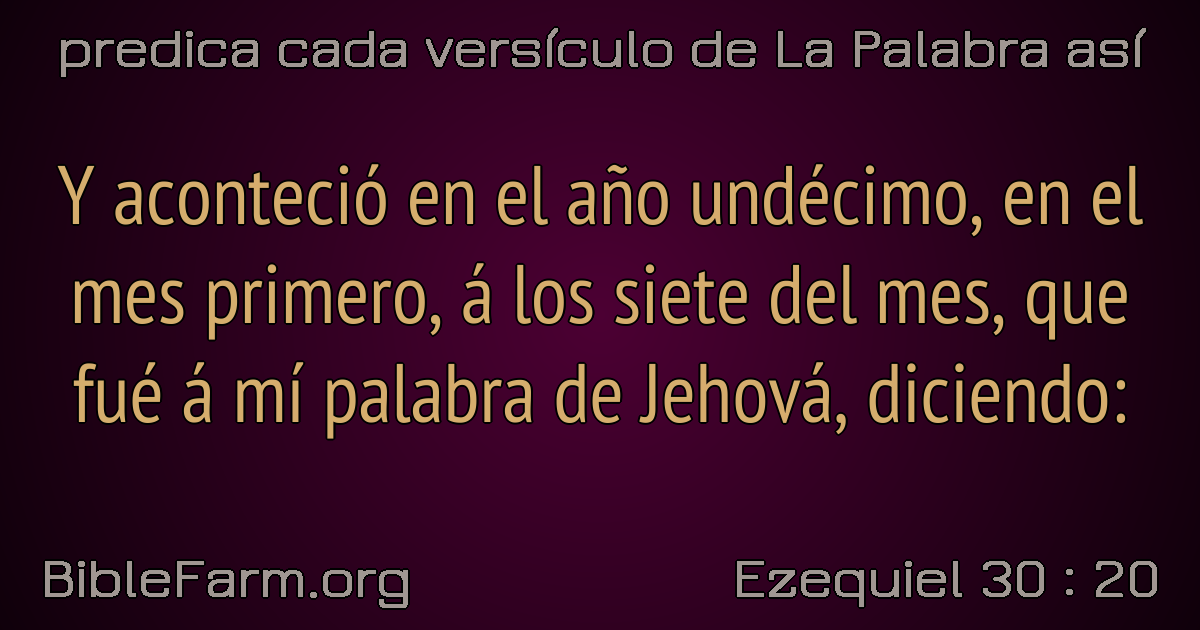 predica cada versículo de La Palabra así
Y aconteció en el año undécimo, en el
mes primero, á los siete del mes, que
fué á mí palabra de Jehová, diciendo:
BibleFarm.org
Ezequiel 30 : 20